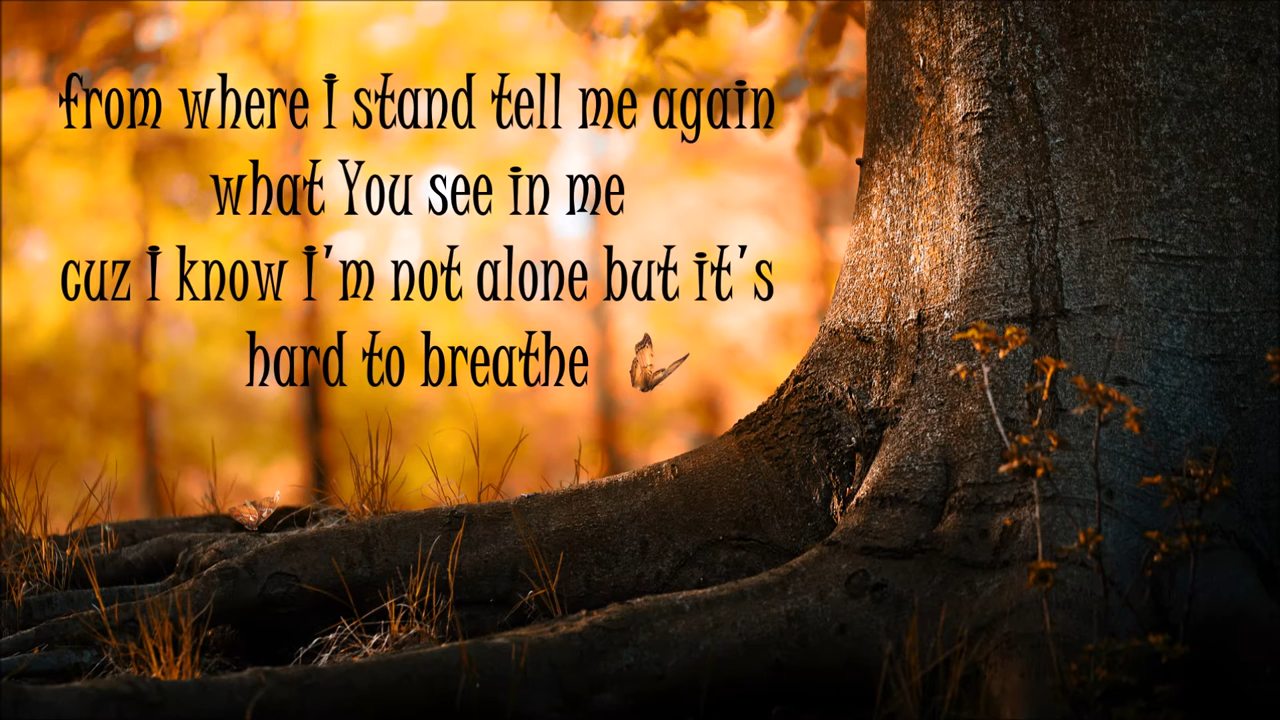 from where I stand tell me again
what You see in me
cuz I know I'm not alone but it's
hard to breathe